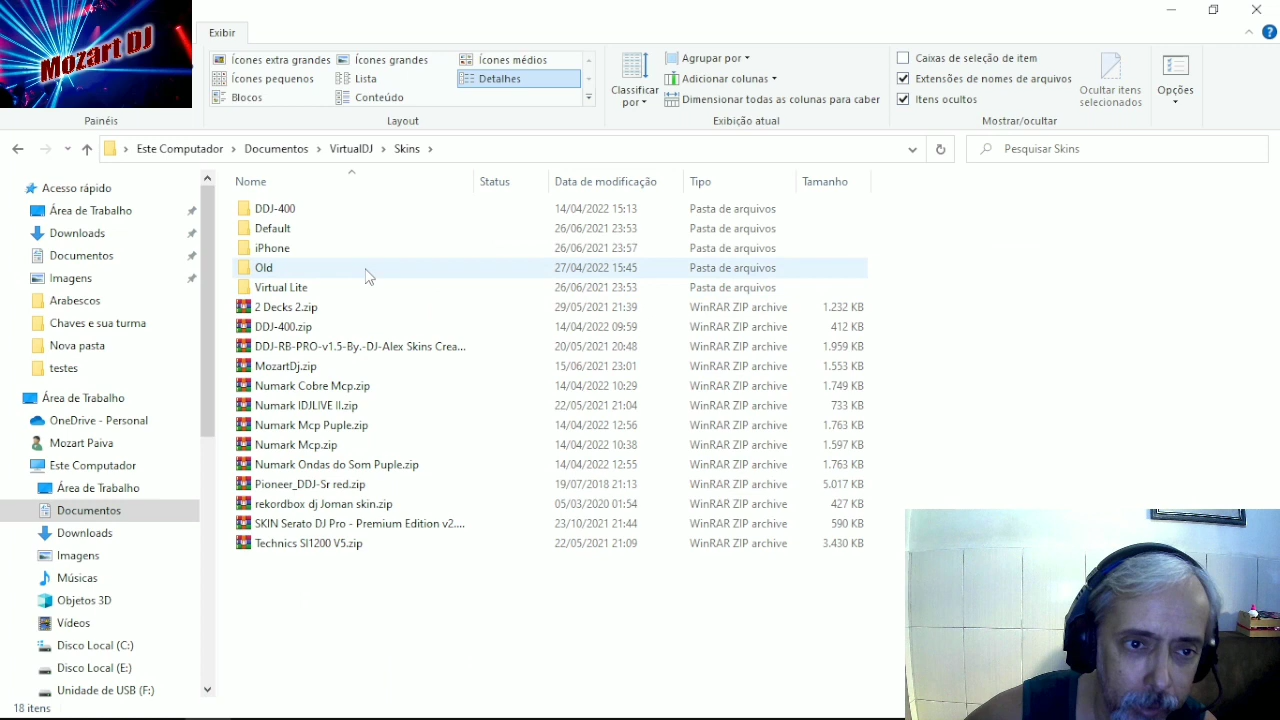 Mozart DJ
Exibir
Ícones extra grandes
Ícones grandes
Ícones médios
Ícones pequenos
Lista
Detalhes
Blocos
Conteúdo
Classificar
por
Agrupar por
Adicionar colunas
Dimensionar todas as colunas para caber
Caixas de seleção de item
Extensões de nomes de arquivos
Itens ocultos
Ocultar itens
selecionados
Opções
Painéis
Layout
Exibição atual
Mostrar/ocultar
Este Computador > Documentos > VirtualDJ > Skins >
Pesquisar Skins
Nome Status Data de modificação Tipo Tamanho
DDJ-400 14/04/2022 15:13 Pasta de arquivos
Default 26/06/2021 23:53 Pasta de arquivos
iPhone 26/06/2021 23:57 Pasta de arquivos
Old 27/04/2022 15:45 Pasta de arquivos
Virtual Lite 26/06/2021 23:53 Pasta de arquivos
2 Decks 2.zip 29/05/2021 21:39 WinRAR ZIP archive 1.232 KB
DDJ-400.zip 14/04/2022 09:59 WinRAR ZIP archive 412 KB
DDJ-RB-PRO-v1.5-By.-DJ-Alex Skins Crea... 20/05/2021 20:48 WinRAR ZIP archive 1.959 KB
MozartDj.zip 15/06/2021 23:01 WinRAR ZIP archive 1.553 KB
Numark Cobre Mcp.zip 14/04/2022 10:29 WinRAR ZIP archive 1.749 KB
Numark IDJLIVE II.zip 22/05/2021 21:04 WinRAR ZIP archive 733 KB
Numark Mcp Puple.zip 14/04/2022 12:56 WinRAR ZIP archive 1.763 KB
Numark Mcp.zip 14/04/2022 10:38 WinRAR ZIP archive 1.597 KB
Numark Ondas do Som Puple.zip 14/04/2022 12:55 WinRAR ZIP archive 1.763 KB
Pioneer_DDJ-Sr red.zip 19/07/2018 21:13 WinRAR ZIP archive 5.017 KB
rekordbox dj Joman skin.zip 05/03/2020 01:54 WinRAR ZIP archive 427 KB
SKIN Serato DJ Pro - Premium Edition v2.... 23/10/2021 21:44 WinRAR ZIP archive 590 KB
Technics Sl1200 V5.zip 22/05/2021 21:09 WinRAR ZIP archive 3.430 KB
Acesso rápido
Área de Trabalho
Downloads
Documentos
Imagens
Arabescos
Chaves e sua turma
Nova pasta
testes
Área de Trabalho
OneDrive - Personal
Mozart Paiva
Este Computador
Área de Trabalho
Documentos
Downloads
Imagens
Músicas
Objetos 3D
Vídeos
Disco Local (C:)
Disco Local (E:)
Unidade de USB (F:)
18 itens